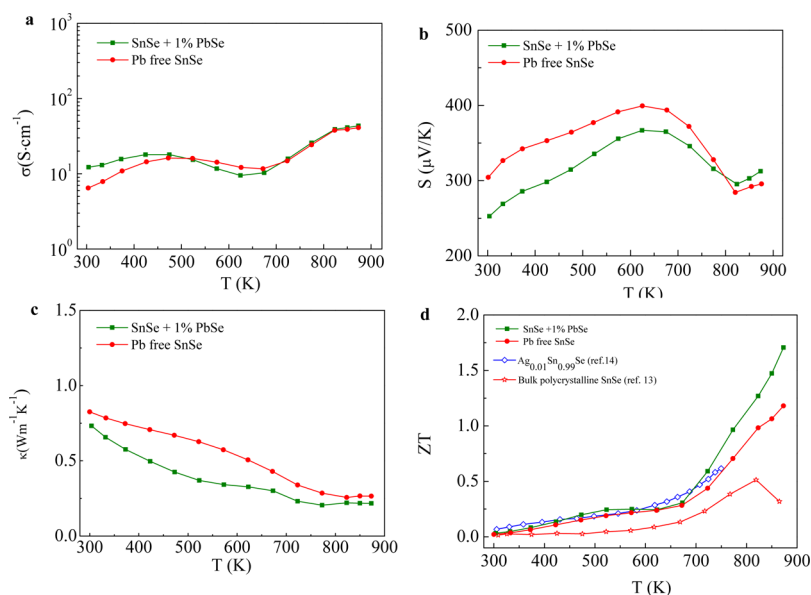 a
10³
10²
10¹
10⁰
σ(S·cm⁻¹)
SnSe + 1% PbSe
Pb free SnSe
300 400 500 600 700 800 900
T (K)
b
500
400
300
200
S (μV/K)
SnSe + 1% PbSe
Pb free SnSe
300 400 500 600 700 800 900
T (K)
c
1.5
1.0
0.5
0.0
κ(Wm⁻¹K⁻¹)
SnSe + 1% PbSe
Pb free SnSe
300 400 500 600 700 800 900
T (K)
d
2.0
1.5
1.0
0.5
0.0
ZT
SnSe +1% PbSe
Pb free SnSe
Ag₀.₀₁Sn₀.₉₉Se (ref.14)
Bulk polycrystalline SnSe (ref. 13)
300 400 500 600 700 800 900
T (K)